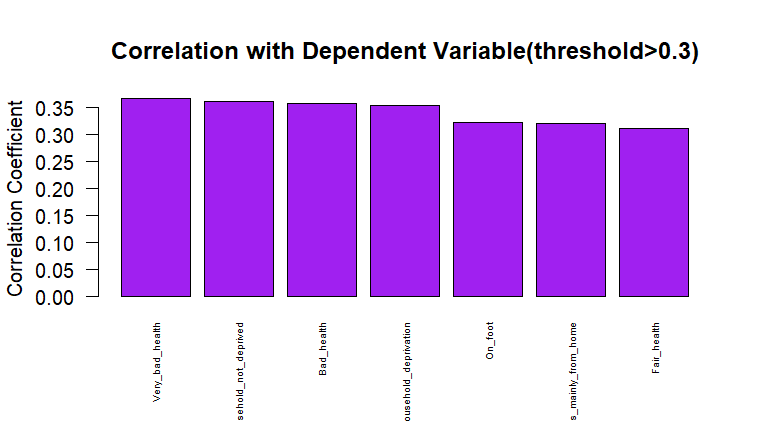 Correlation with Dependent Variable(threshold>0.3)
Correlation Coefficient
0.35
0.30
0.25
0.20
0.15
0.10
0.05
0.00
Very_bad_health
sehold_not_deprived
Bad_health
ousehold_deprivation
On_foot
s_mainly_from_home
Fair_health